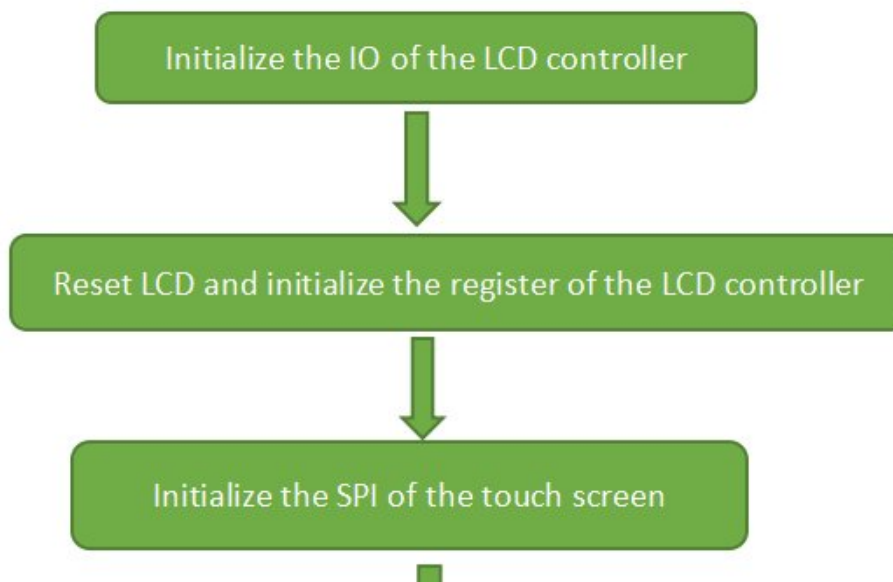 Initialize the IO of the LCD controller
Reset LCD and initialize the register of the LCD controller
Initialize the SPI of the touch screen